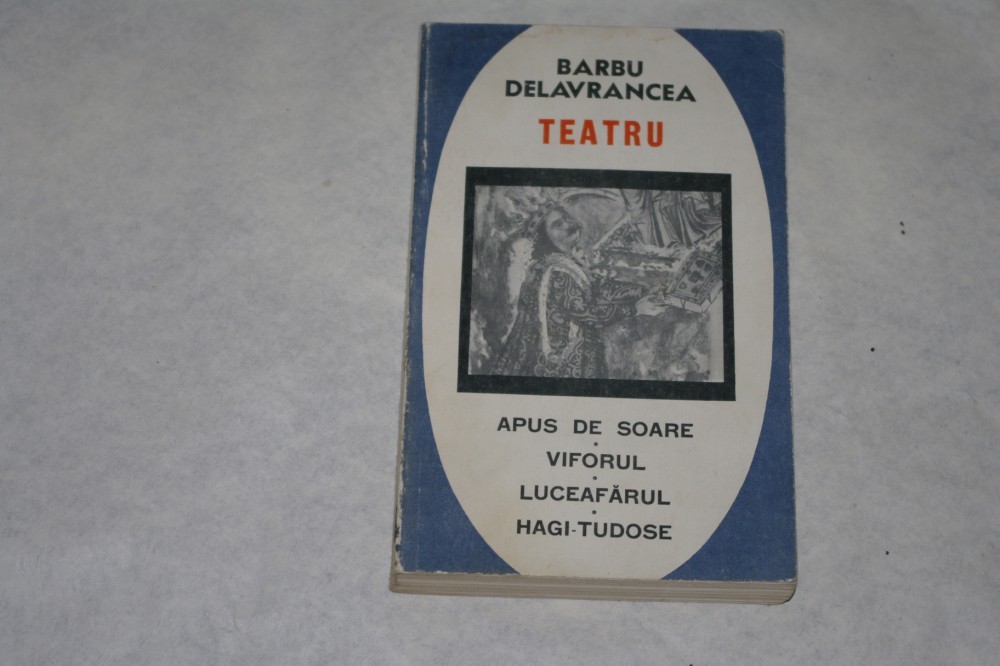 BARBU
DELAVRANCEA
TEATRU
APUS DE SOARE
•
VIFORUL
•
LUCEAFĂRUL
•
HAGI-TUDOSE